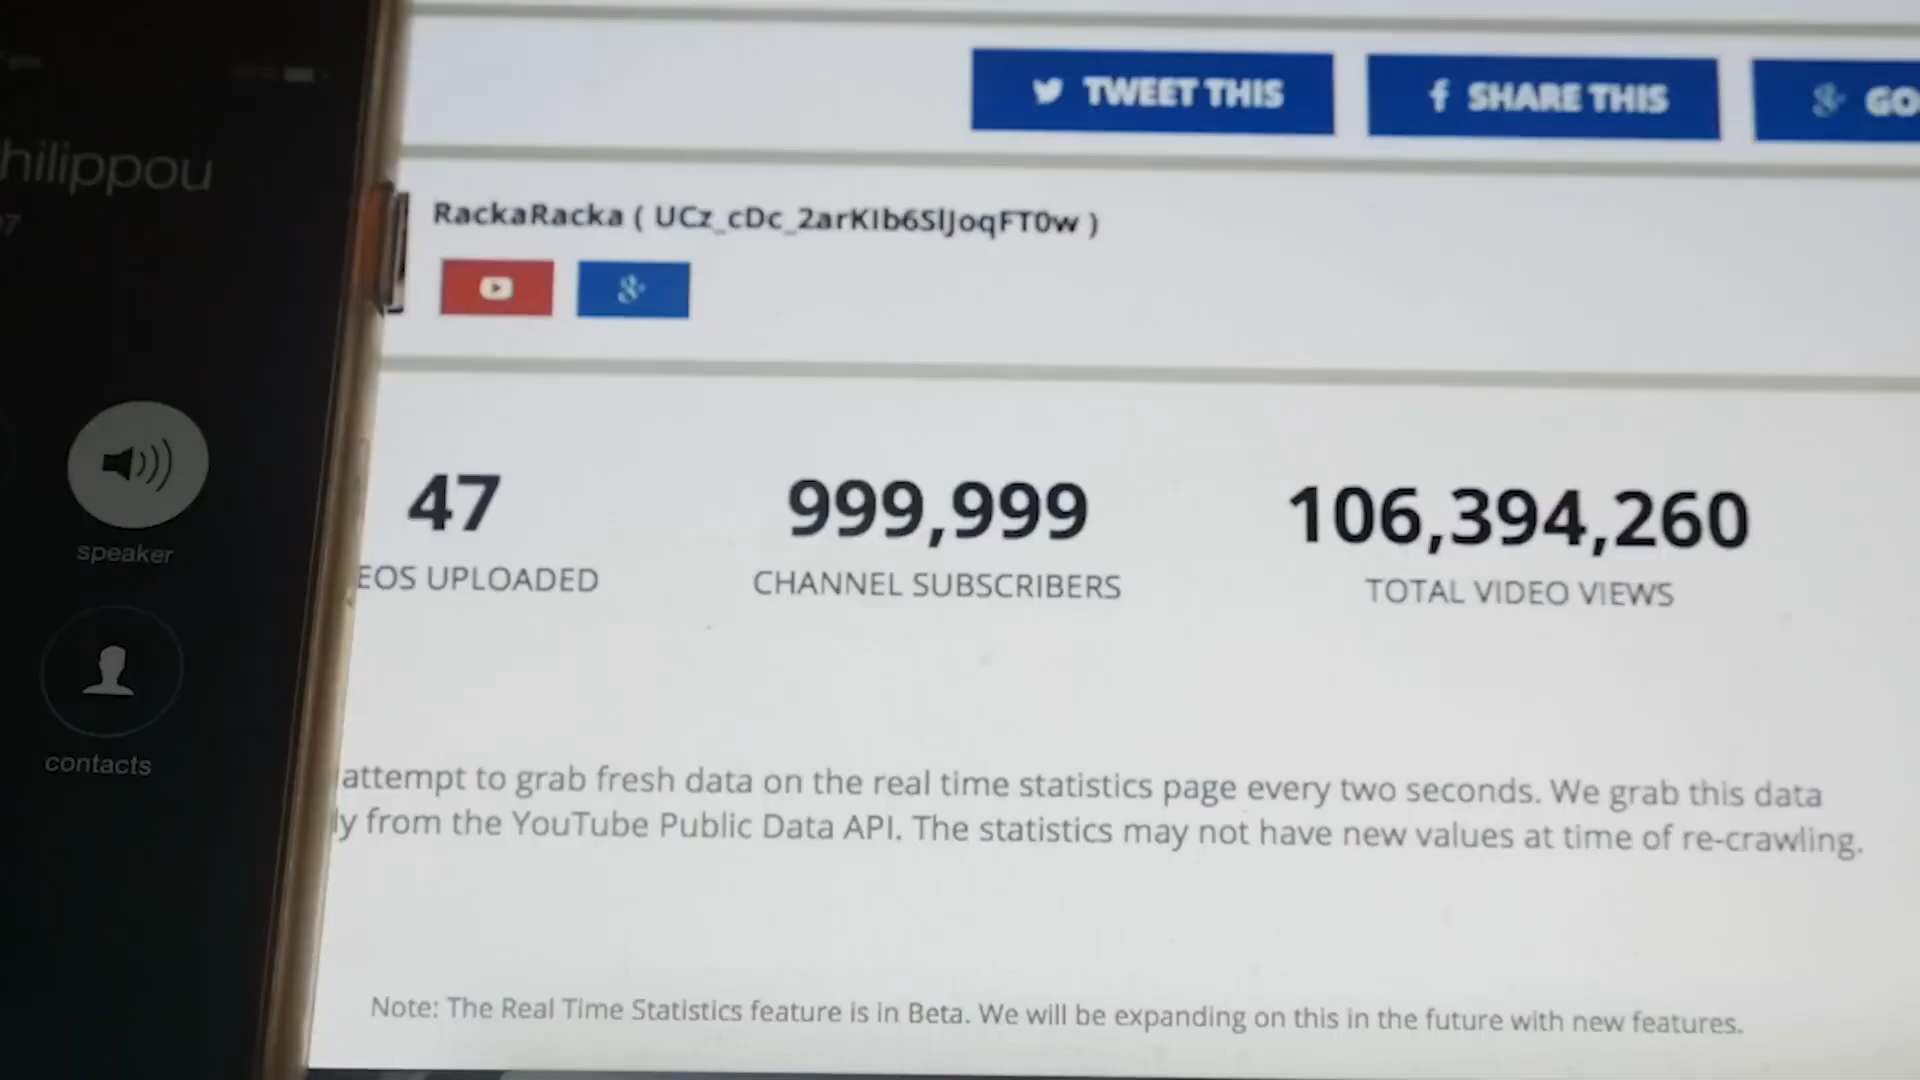 TWEET THIS
SHARE THIS
GO
hilippou
7
RackaRacka ( UCz_cDc_2arKIb6SlJoqFT0w )
47
999,999
106,394,260
EOS UPLOADED
CHANNEL SUBSCRIBERS
TOTAL VIDEO VIEWS
speaker
contacts
attempt to grab fresh data on the real time statistics page every two seconds. We grab this data
ly from the YouTube Public Data API. The statistics may not have new values at time of re-crawling.
Note: The Real Time Statistics feature is in Beta. We will be expanding on this in the future with new features.